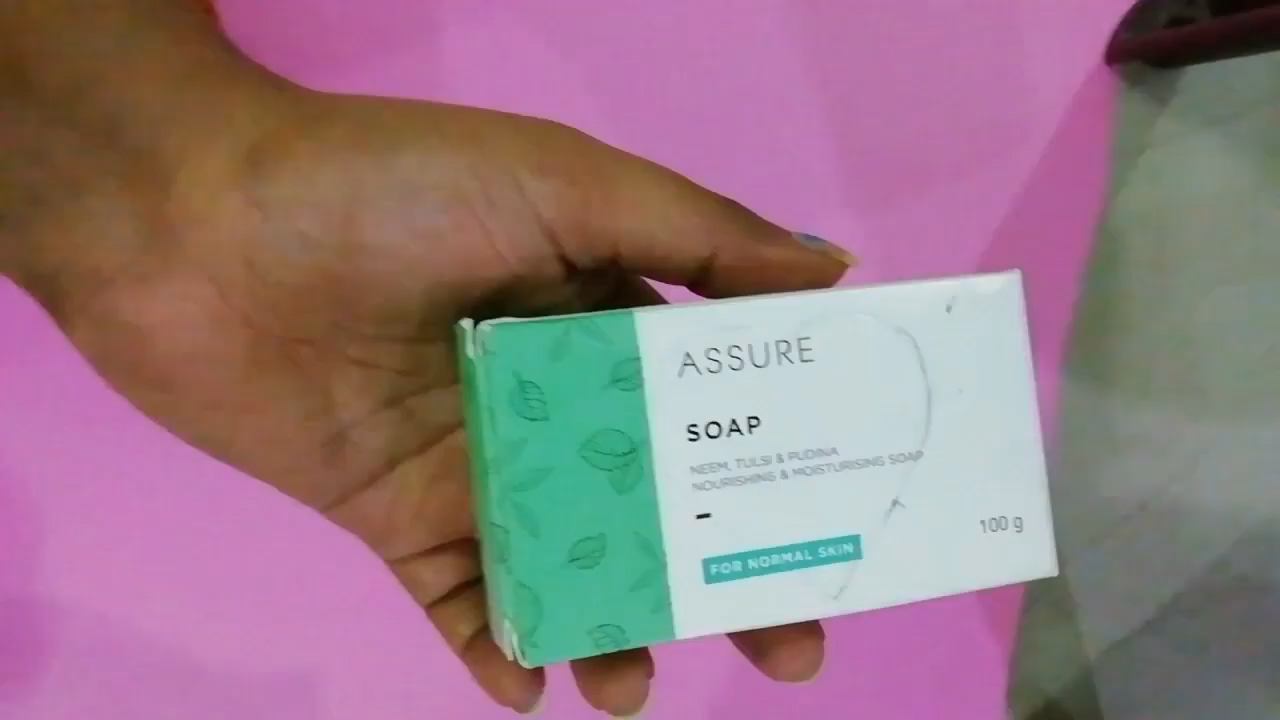 ASSURE
SOAP
NEEM, TULSI & PUDINA
NOURISHING & MOISTURISING SOAP
FOR NORMAL SKIN
100 g